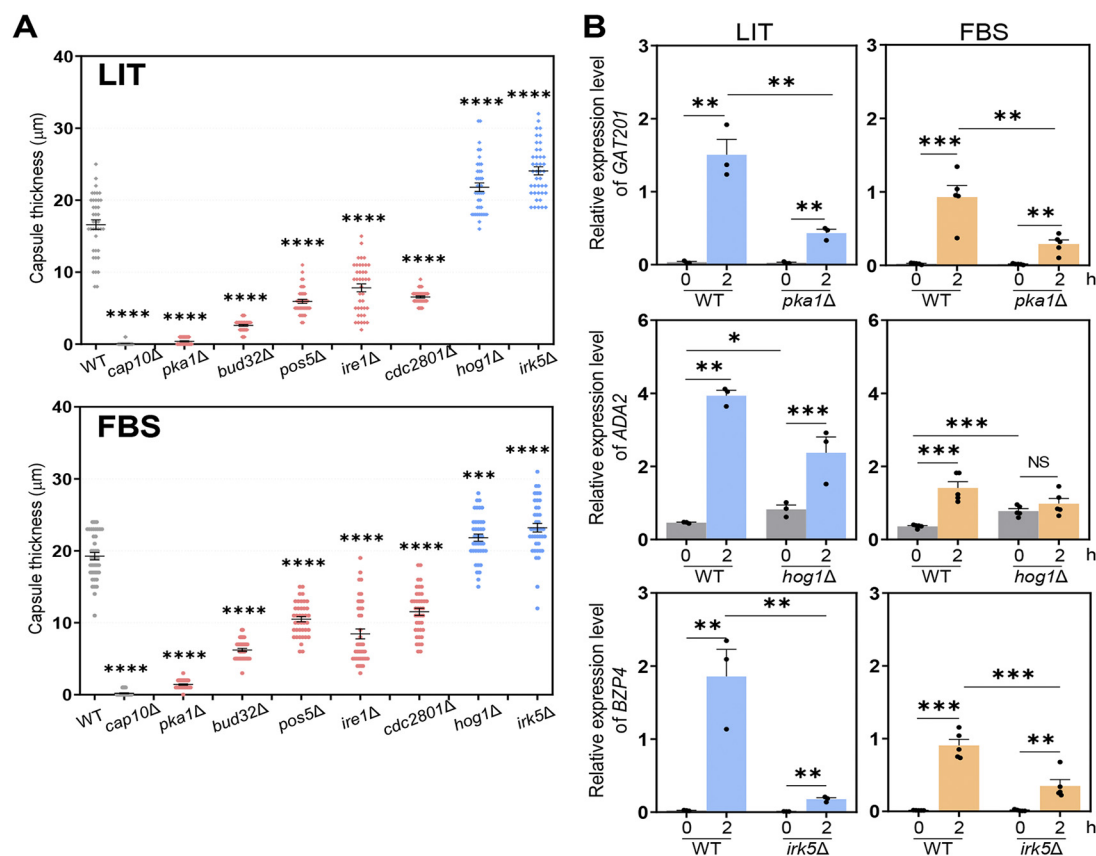 A
LIT
Capsule thickness (μm)
40
30
20
10
0
****
****
****
****
****
****
****
****
WT
cap10Δ
pka1Δ
bud32Δ
pos5Δ
ire1Δ
cdc2801Δ
hog1Δ
irk5Δ
FBS
Capsule thickness (μm)
40
30
20
10
0
****
****
****
****
****
****
***
****
WT
cap10Δ
pka1Δ
bud32Δ
pos5Δ
ire1Δ
cdc2801Δ
hog1Δ
irk5Δ
B
LIT
FBS
Relative expression level
of GAT201
3
2
1
0
**
**
**
0 2 0 2
WT pka1Δ
3
2
1
0
***
**
**
0 2 0 2 h
WT pka1Δ
Relative expression level
of ADA2
6
4
2
0
*
**
***
0 2 0 2
WT hog1Δ
6
4
2
0
***
***
NS
0 2 0 2 h
WT hog1Δ
Relative expression level
of BZP4
3
2
1
0
**
**
**
0 2 0 2
WT irk5Δ
3
2
1
0
***
***
**
0 2 0 2 h
WT irk5Δ